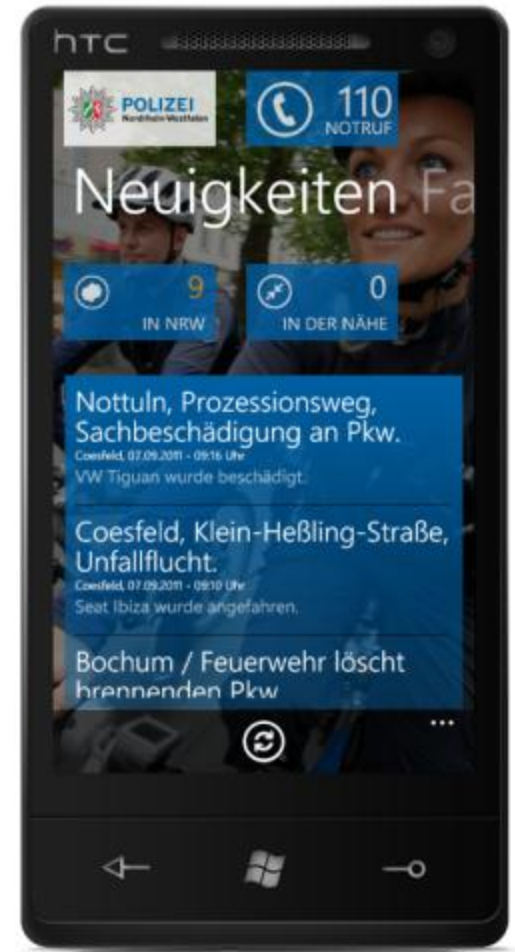 hTC
POLIZEI
Nordrhein-Westfalen
110
NOTRUF
Neuigkeiten Fa
9
IN NRW
0
IN DER NÄHE
Nottuln, Prozessionsweg,
Sachbeschädigung an Pkw.
Coesfeld, 07.09.2011 - 09:16 Uhr
VW Tiguan wurde beschädigt.
Coesfeld, Klein-Heßling-Straße,
Unfallflucht.
Coesfeld, 07.09.2011 - 09:10 Uhr
Seat Ibiza wurde angefahren.
Bochum / Feuerwehr löscht
brennenden Pkw